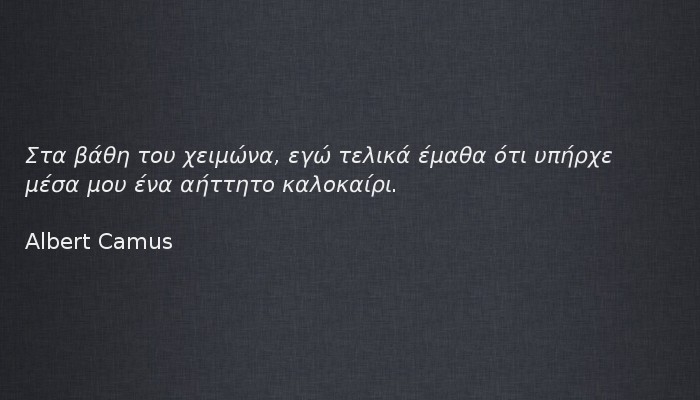 Στα βάθη του χειμώνα, εγώ τελικά έμαθα ότι υπήρχε
μέσα μου ένα αήττητο καλοκαίρι.
Albert Camus